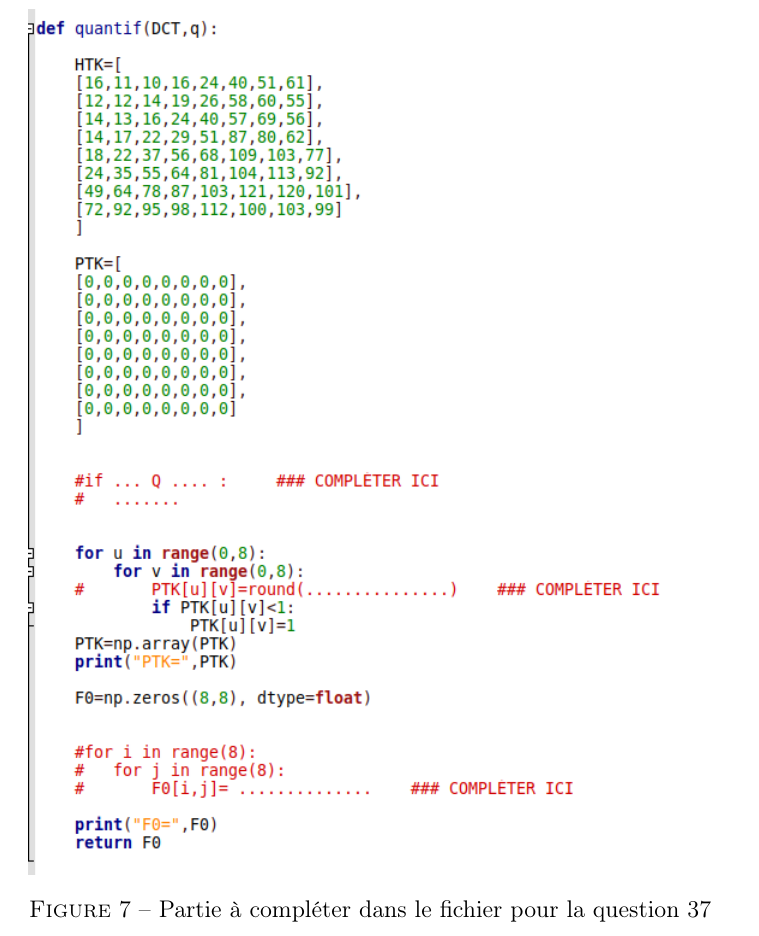 def quantif(DCT,q):
HTK=[
[16,11,10,16,24,40,51,61],
[12,12,14,19,26,58,60,55],
[14,13,16,24,40,57,69,56],
[14,17,22,29,51,87,80,62],
[18,22,37,56,68,109,103,77],
[24,35,55,64,81,104,113,92],
[49,64,78,87,103,121,120,101],
[72,92,95,98,112,100,103,99]
]
PTK=[
[0,0,0,0,0,0,0,0],
[0,0,0,0,0,0,0,0],
[0,0,0,0,0,0,0,0],
[0,0,0,0,0,0,0,0],
[0,0,0,0,0,0,0,0],
[0,0,0,0,0,0,0,0],
[0,0,0,0,0,0,0,0],
[0,0,0,0,0,0,0,0]
]
#if ... Q .... :     ### COMPLÉTER ICI
#   .......
for u in range(0,8):
for v in range(0,8):
#       PTK[u][v]=round(...............)    ### COMPLÉTER ICI
if PTK[u][v]<1:
PTK[u][v]=1
PTK=np.array(PTK)
print("PTK=",PTK)
F0=np.zeros((8,8), dtype=float)
#for i in range(8):
#   for j in range(8):
#       F0[i,j]= ..............    ### COMPLÉTER ICI
print("F0=",F0)
return F0
FIGURE 7 – Partie à compléter dans le fichier pour la question 37